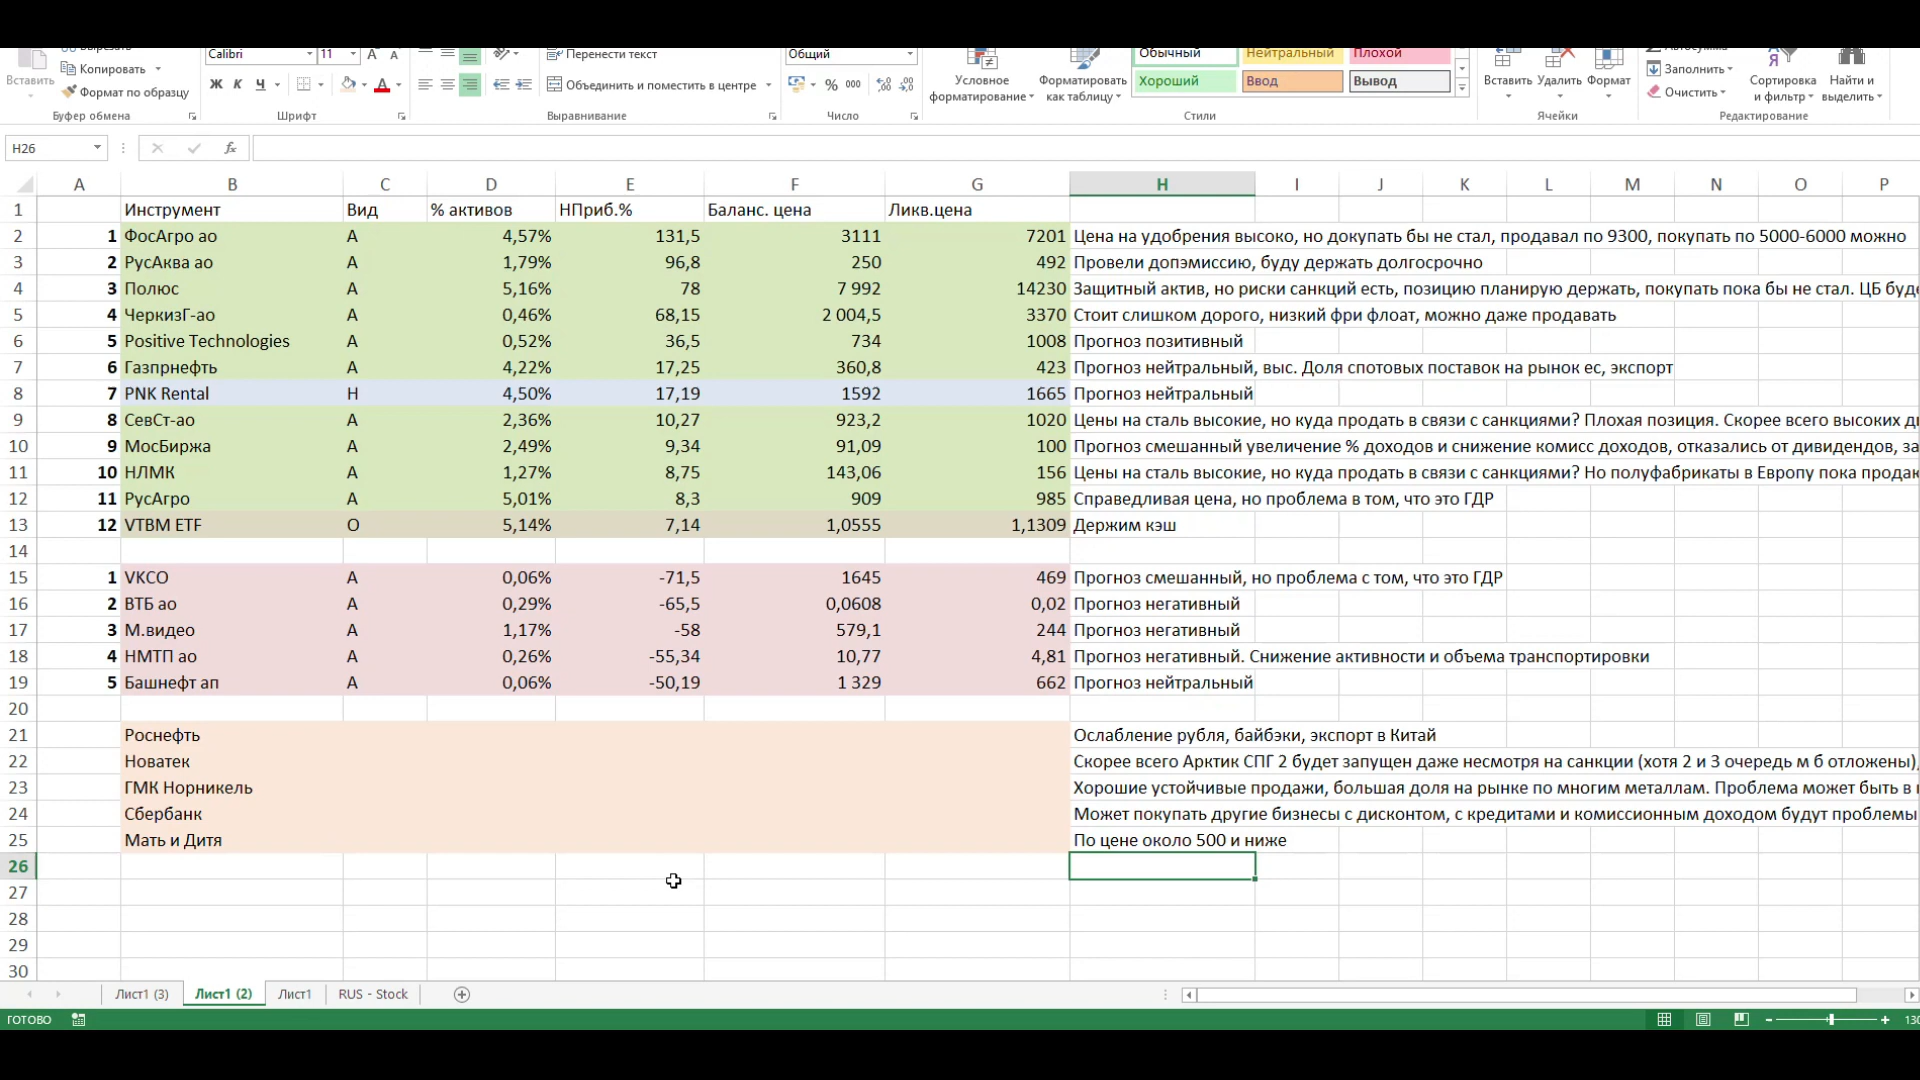 Вырезать
Calibri 11 A A
Перенести текст
Общий
Обычный Нейтральный Плохой
Автосумма
Вставить
Копировать
Формат по образцу
Ж К Ч
А
Объединить и поместить в центре
% 000
Условное форматирование
Форматировать как таблицу
Хороший Ввод Вывод
Вставить Удалить Формат
Заполнить
Очистить
Сортировка и фильтр
Найти и выделить
Буфер обмена Шрифт Выравнивание Число Стили Ячейки Редактирование
H26 fx
A B C D E F G H I J K L M N O P
1 Инструмент Вид % активов НПриб.% Баланс. цена Ликв.цена
2 1 ФосАгро ао А 4,57% 131,5 3111 7201 Цена на удобрения высоко, но докупать бы не стал, продавал по 9300, покупать по 5000-6000 можно
3 2 РусАква ао А 1,79% 96,8 250 492 Провели допэмиссию, буду держать долгосрочно
4 3 Полюс А 5,16% 78 7 992 14230 Защитный актив, но риски санкций есть, позицию планирую держать, покупать пока бы не стал. ЦБ буд
5 4 ЧеркизГ-ао А 0,46% 68,15 2 004,5 3370 Стоит слишком дорого, низкий фри флоат, можно даже продавать
6 5 Positive Technologies А 0,52% 36,5 734 1008 Прогноз позитивный
7 6 Газпрнефть А 4,22% 17,25 360,8 423 Прогноз нейтральный, выс. Доля спотовых поставок на рынок ес, экспорт
8 7 PNK Rental Н 4,50% 17,19 1592 1665 Прогноз нейтральный
9 8 СевСт-ао А 2,36% 10,27 923,2 1020 Цены на сталь высокие, но куда продать в связи с санкциями? Плохая позиция. Скорее всего высоких д
10 9 МосБиржа А 2,49% 9,34 91,09 100 Прогноз смешанный увеличение % доходов и снижение комисс доходов, отказались от дивидендов, за
11 10 НЛМК А 1,27% 8,75 143,06 156 Цены на сталь высокие, но куда продать в связи с санкциями? Но полуфабрикаты в Европу пока прода
12 11 РусАгро А 5,01% 8,3 909 985 Справедливая цена, но проблема в том, что это ГДР
13 12 VTBM ETF О 5,14% 7,14 1,0555 1,1309 Держим кэш
14
15 1 VKCO А 0,06% -71,5 1645 469 Прогноз смешанный, но проблема с том, что это ГДР
16 2 ВТБ ао А 0,29% -65,5 0,0608 0,02 Прогноз негативный
17 3 М.видео А 1,17% -58 579,1 244 Прогноз негативный
18 4 НМТП ао А 0,26% -55,34 10,77 4,81 Прогноз негативный. Снижение активности и объема транспортировки
19 5 Башнефт ап А 0,06% -50,19 1 329 662 Прогноз нейтральный
20
21 Роснефть Ослабление рубля, байбэки, экспорт в Китай
22 Новатек Скорее всего Арктик СПГ 2 будет запущен даже несмотря на санкции (хотя 2 и 3 очередь м б отложены),
23 ГМК Норникель Хорошие устойчивые продажи, большая доля на рынке по многим металлам. Проблема может быть в
24 Сбербанк Может покупать другие бизнесы с дисконтом, с кредитами и комиссионным доходом будут проблемы
25 Мать и Дитя По цене около 500 и ниже
26
27
28
29
30
Лист1 (3) Лист1 (2) Лист1 RUS - Stock
ГОТОВО 130